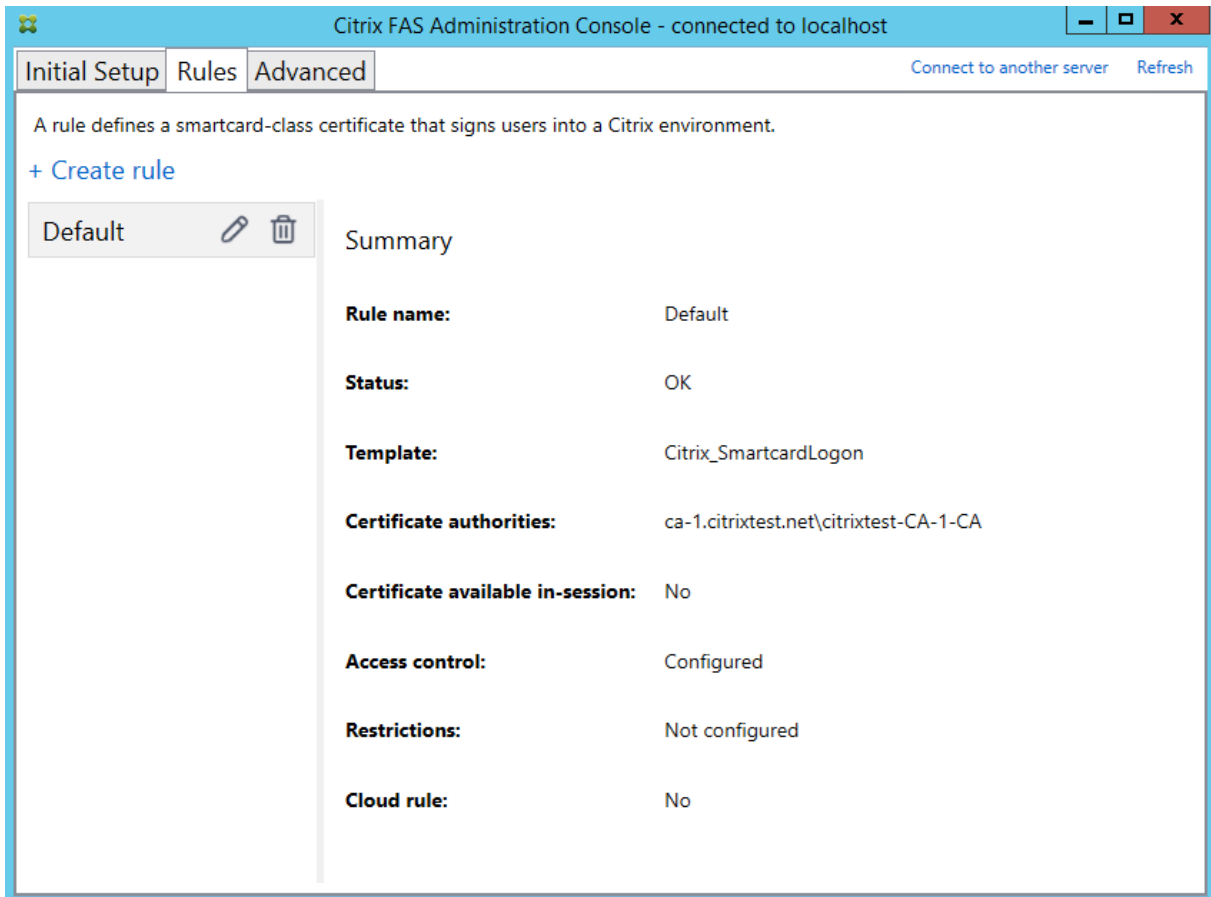 Citrix FAS Administration Console - connected to localhost
Initial Setup Rules Advanced Connect to another server Refresh
A rule defines a smartcard-class certificate that signs users into a Citrix environment.
+ Create rule
Default
Summary
Rule name: Default
Status: OK
Template: Citrix_SmartcardLogon
Certificate authorities: ca-1.citrixtest.net\citrixtest-CA-1-CA
Certificate available in-session: No
Access control: Configured
Restrictions: Not configured
Cloud rule: No